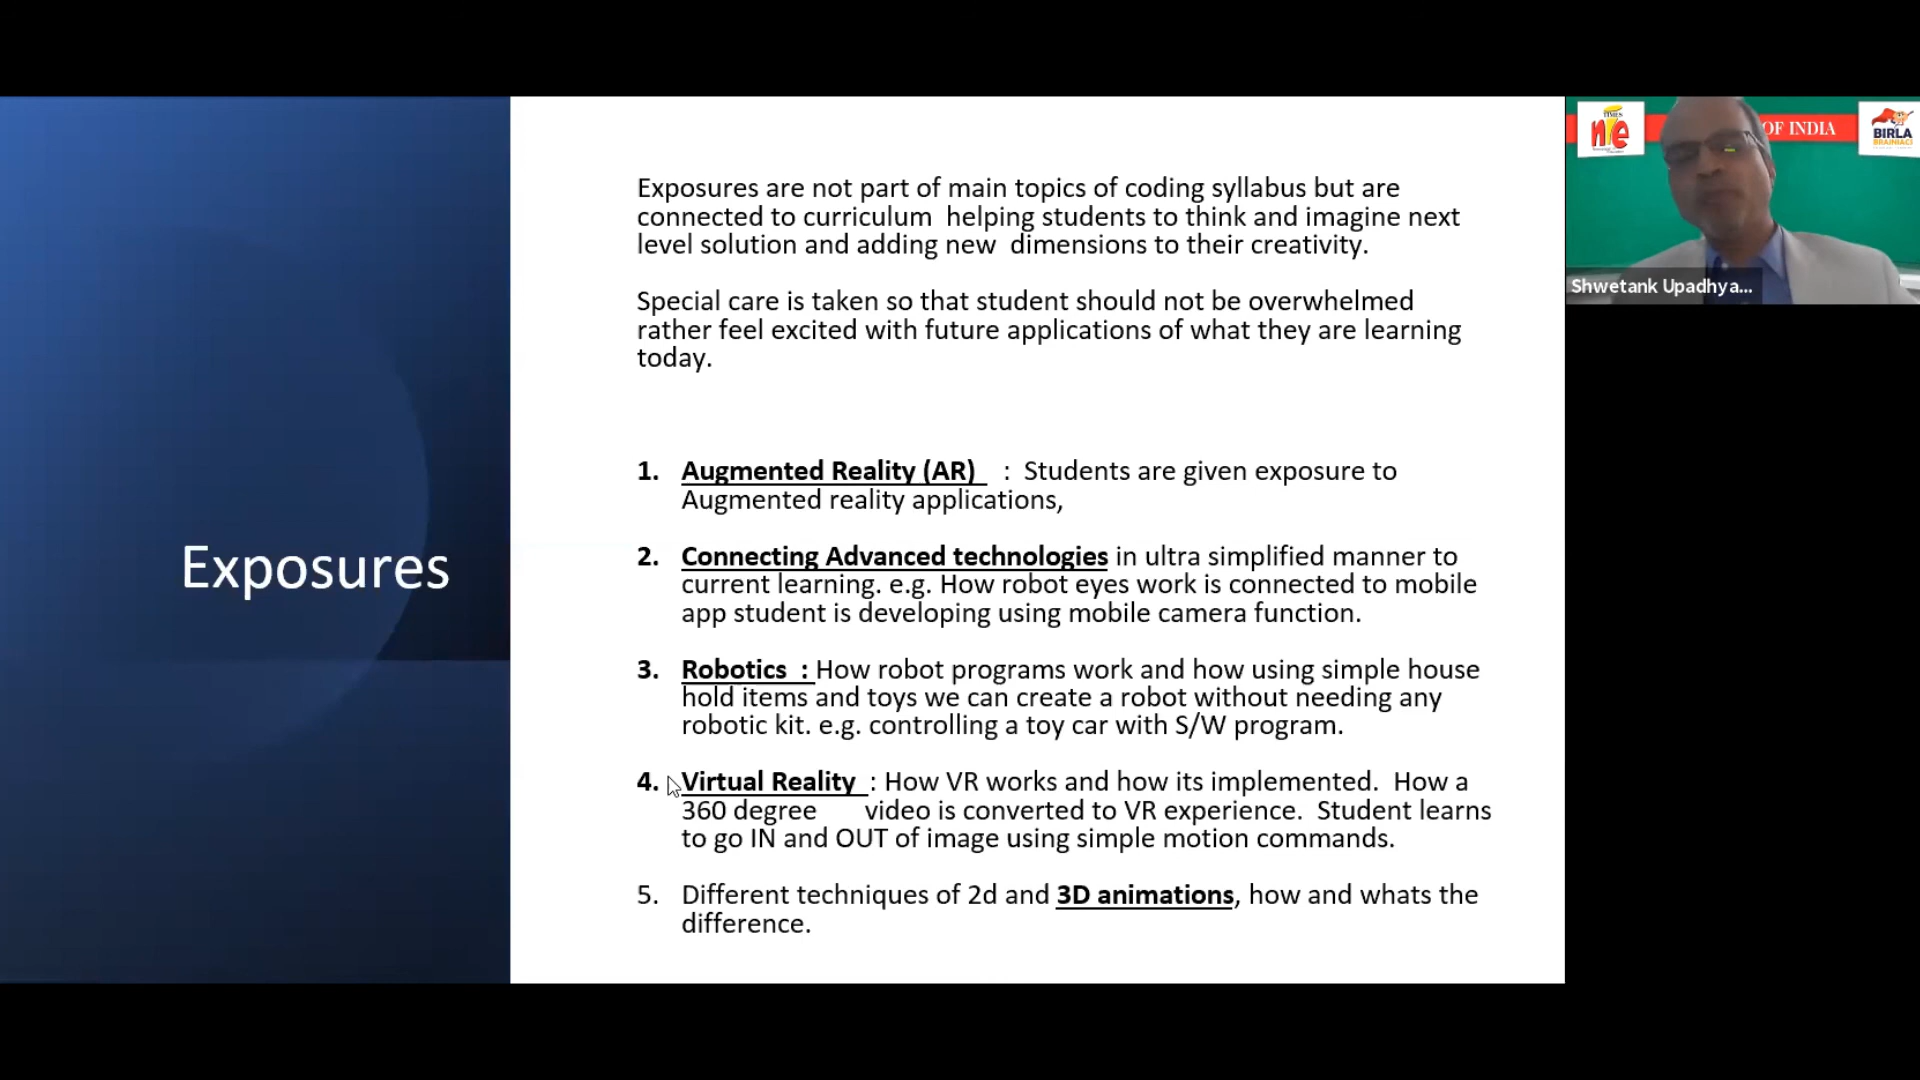 Exposures
Exposures are not part of main topics of coding syllabus but are
connected to curriculum helping students to think and imagine next
level solution and adding new dimensions to their creativity.
Special care is taken so that student should not be overwhelmed
rather feel excited with future applications of what they are learning
today.
1. Augmented Reality (AR) : Students are given exposure to
Augmented reality applications,
2. Connecting Advanced technologies in ultra simplified manner to
current learning. e.g. How robot eyes work is connected to mobile
app student is developing using mobile camera function.
3. Robotics : How robot programs work and how using simple house
hold items and toys we can create a robot without needing any
robotic kit. e.g. controlling a toy car with S/W program.
4. Virtual Reality : How VR works and how its implemented. How a
360 degree video is converted to VR experience. Student learns
to go IN and OUT of image using simple motion commands.
5. Different techniques of 2d and 3D animations, how and whats the
difference.
TIMES
nie
OF INDIA
BIRLA
BRAINIACS
Shwetank Upadhya...